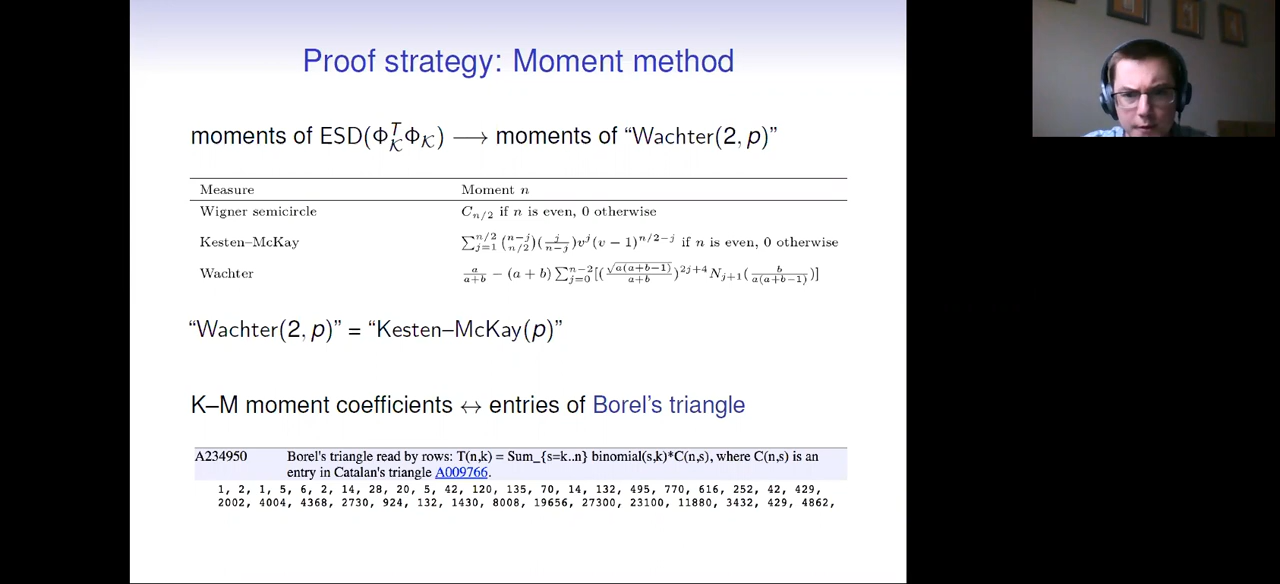 Proof strategy: Moment method
moments of ESD(Φ_𝒦^T Φ_𝒦) ⟶ moments of “Wachter(2, p)”
Measure Moment n
Wigner semicircle C_{n/2} if n is even, 0 otherwise
Kesten–McKay ∑_{j=1}^{n/2} (n−j choose n/2)(j/(n−j))v^j(v − 1)^{n/2−j} if n is even, 0 otherwise
Wachter a/(a+b) − (a + b) ∑_{j=0}^{n−2}[(√(a(a+b−1))/(a+b))^{2j+4} N_{j+1}(b/(a(a+b−1)))]
“Wachter(2, p)” = “Kesten–McKay(p)”
K–M moment coefficients ↔ entries of Borel’s triangle
A234950 Borel's triangle read by rows: T(n,k) = Sum_{s=k..n} binomial(s,k)*C(n,s), where C(n,s) is an
entry in Catalan's triangle A009766.
1, 2, 1, 5, 6, 2, 14, 28, 20, 5, 42, 120, 135, 70, 14, 132, 495, 770, 616, 252, 42, 429,
2002, 4004, 4368, 2730, 924, 132, 1430, 8008, 19656, 27300, 23100, 11880, 3432, 429, 4862,